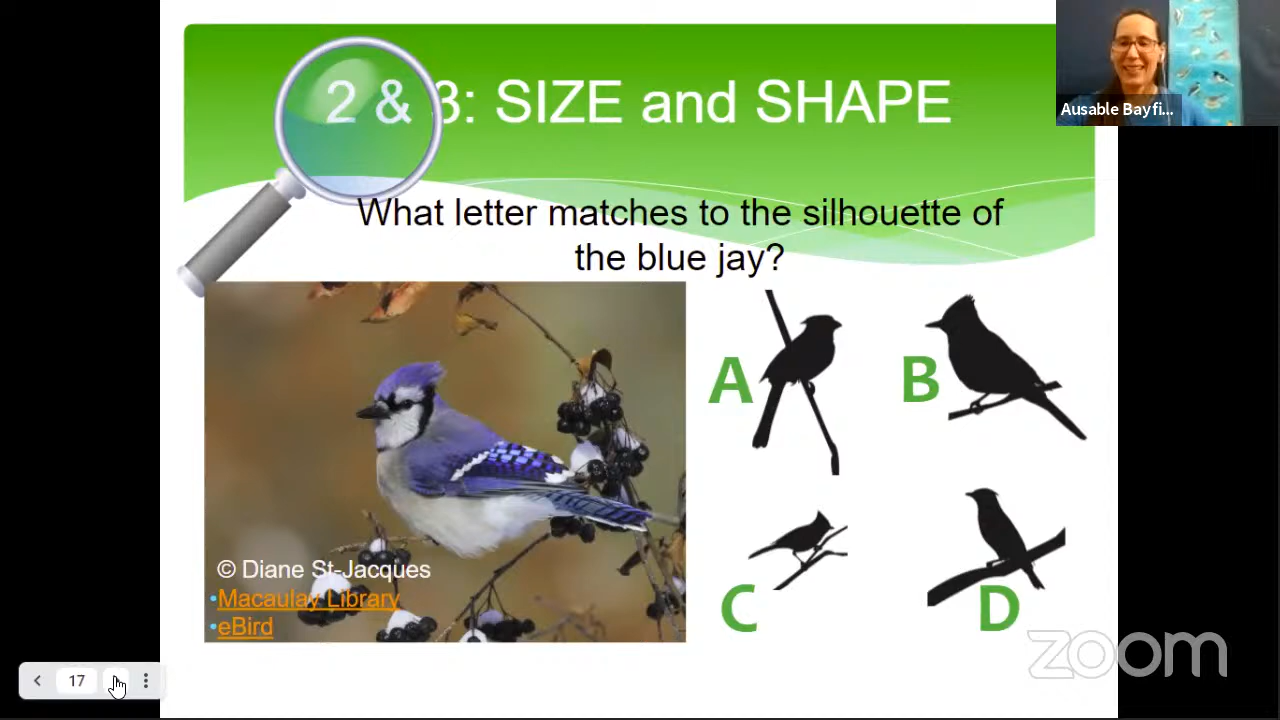 2 & 3: SIZE and SHAPE
Ausable Bayfi...
What letter matches to the silhouette of
the blue jay?
A
B
C
D
© Diane St-Jacques
•Macaulay Library
•eBird
17
zoom